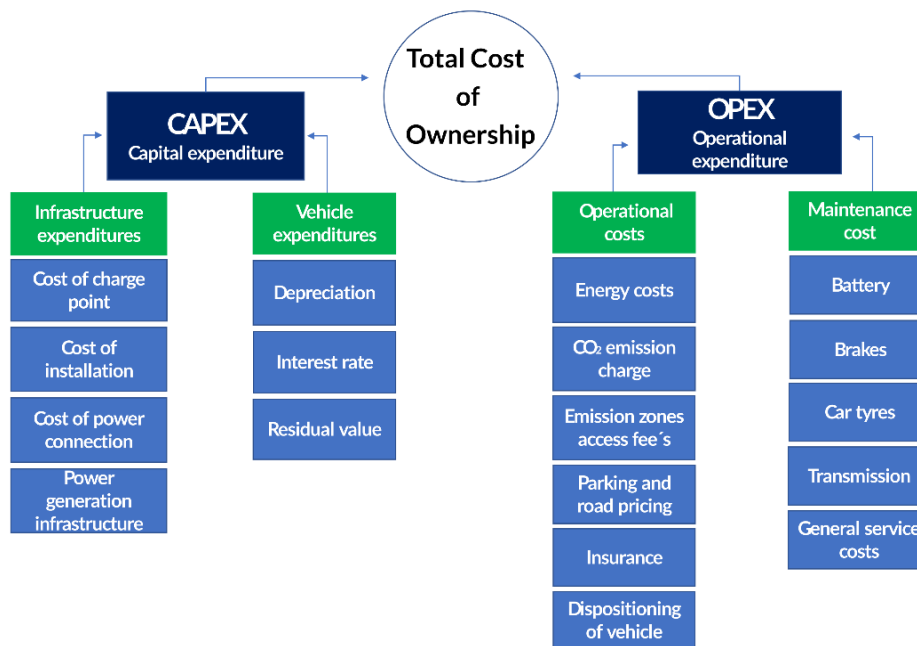 Total Cost
of
Ownership
CAPEX
Capital expenditure
OPEX
Operational
expenditure
Infrastructure
expenditures
Cost of charge
point
Cost of
installation
Cost of power
connection
Power
generation
infrastructure
Vehicle
expenditures
Depreciation
Interest rate
Residual value
Operational
costs
Energy costs
CO₂ emission
charge
Emission zones
access fee´s
Parking and
road pricing
Insurance
Dispositioning
of vehicle
Maintenance
cost
Battery
Brakes
Car tyres
Transmission
General service
costs